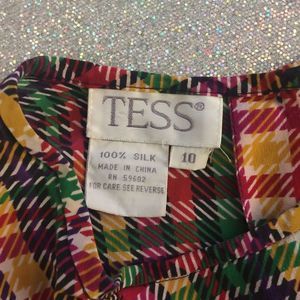 TESS®
100% SILK
10
MADE IN CHINA
RN 59602
FOR CARE SEE REVERSE